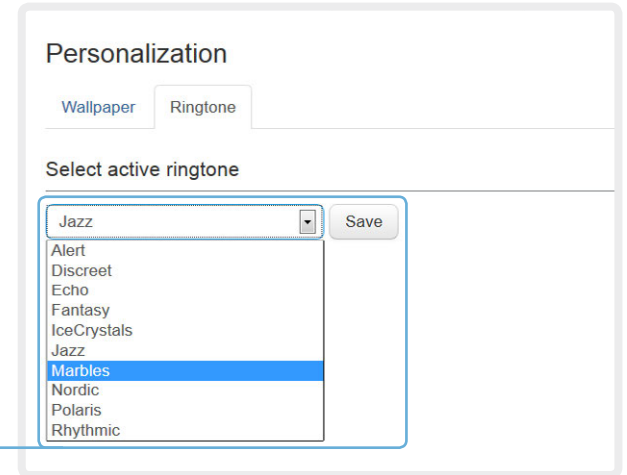 Personalization
Wallpaper Ringtone
Select active ringtone
Jazz Save
Alert
Discreet
Echo
Fantasy
IceCrystals
Jazz
Marbles
Nordic
Polaris
Rhythmic